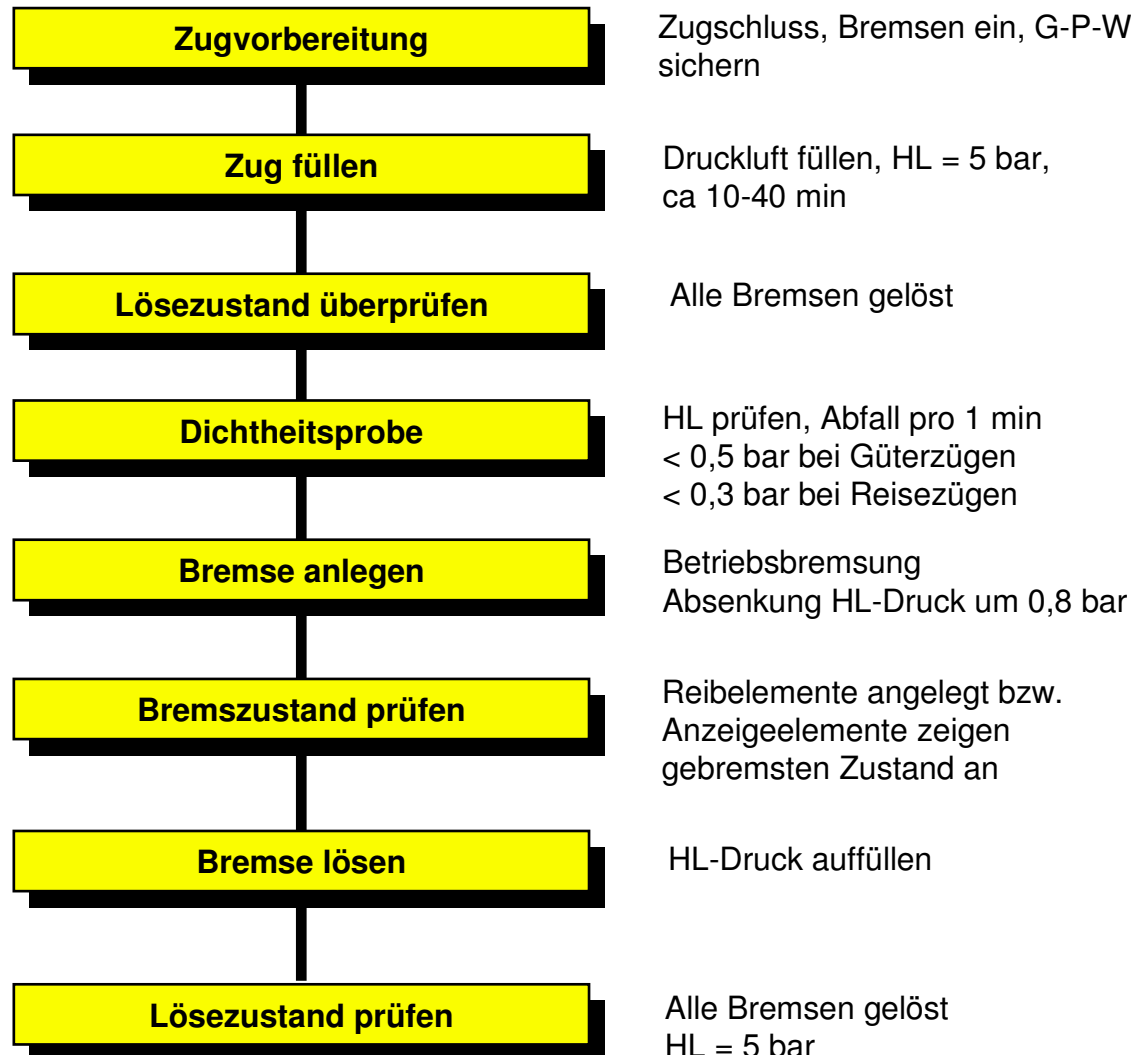 Zugvorbereitung
Zugschluss, Bremsen ein, G-P-W
sichern
Zug füllen
Druckluft füllen, HL = 5 bar,
ca 10-40 min
Lösezustand überprüfen
Alle Bremsen gelöst
Dichtheitsprobe
HL prüfen, Abfall pro 1 min
< 0,5 bar bei Güterzügen
< 0,3 bar bei Reisezügen
Bremse anlegen
Betriebsbremsung
Absenkung HL-Druck um 0,8 bar
Bremszustand prüfen
Reibelemente angelegt bzw.
Anzeigeelemente zeigen
gebremsten Zustand an
Bremse lösen
HL-Druck auffüllen
Lösezustand prüfen
Alle Bremsen gelöst
HL = 5 bar